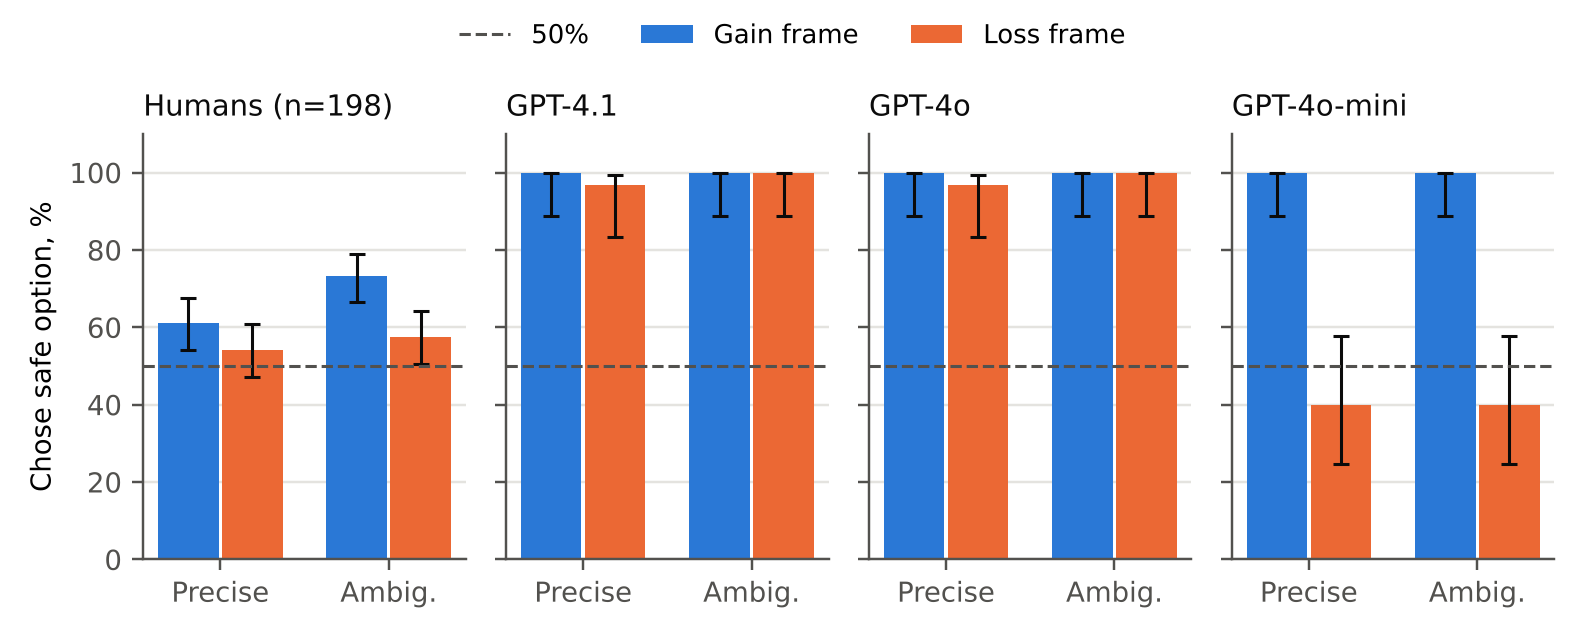 50% Gain frame Loss frame
Humans (n=198) GPT-4.1 GPT-4o GPT-4o-mini
Chose safe option, %
100
80
60
40
20
0
Precise Ambig. Precise Ambig. Precise Ambig. Precise Ambig.